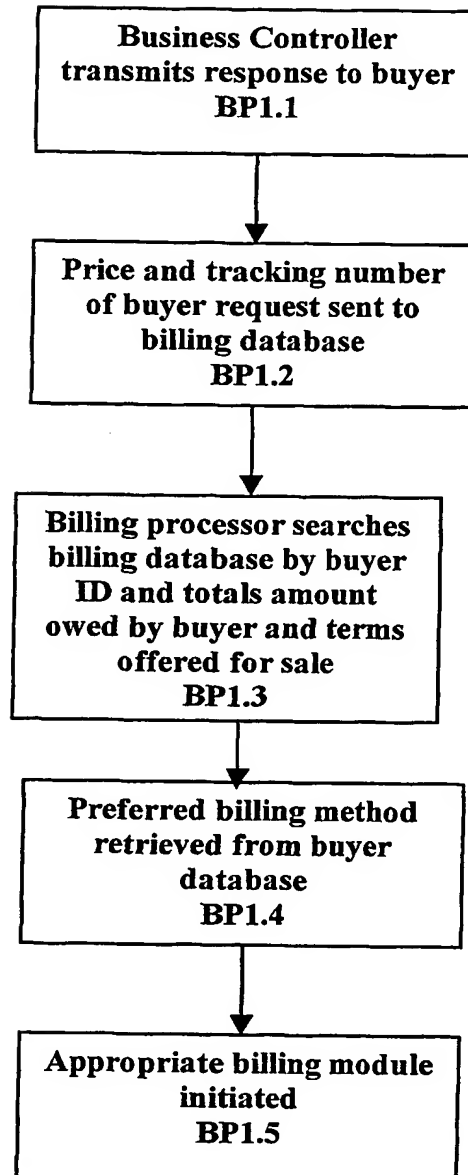 Business Controller
transmits response to buyer
BP1.1
Price and tracking number
of buyer request sent to
billing database
BP1.2
Billing processor searches
billing database by buyer
ID and totals amount
owed by buyer and terms
offered for sale
BP1.3
Preferred billing method
retrieved from buyer
database
BP1.4
Appropriate billing module
initiated
BP1.5